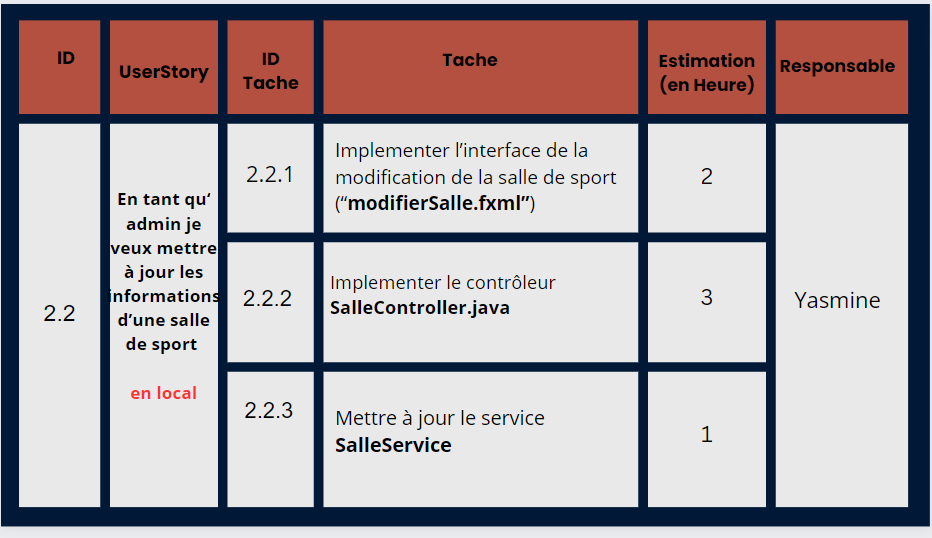 ID
UserStory
ID
Tache
Tache
Estimation
(en Heure)
Responsable
2.2
En tant qu‘
admin je
veux mettre
à jour les
informations
d’une salle
de sport
en local
2.2.1
Implementer l’interface de la
modification de la salle de sport
(“modifierSalle.fxml”)
2
2.2.2
Implementer le contrôleur
SalleController.java
3
2.2.3
Mettre à jour le service
SalleService
1
Yasmine